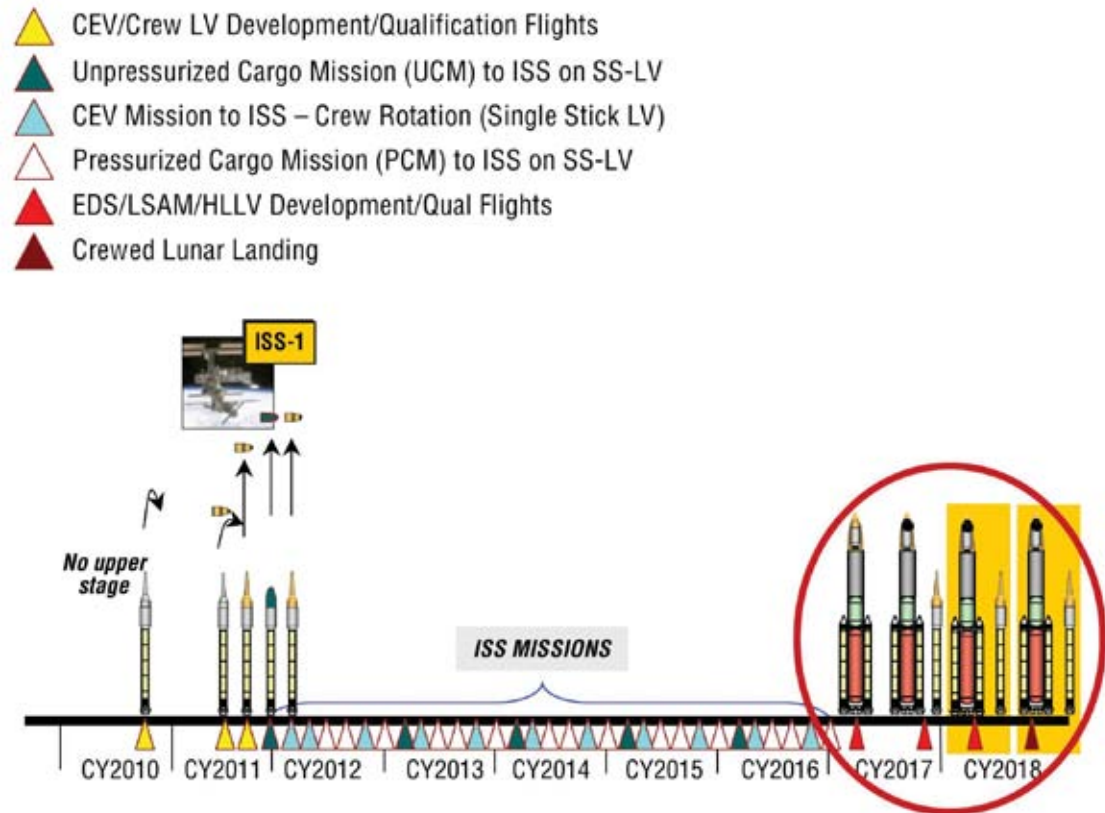 CEV/Crew LV Development/Qualification Flights
Unpressurized Cargo Mission (UCM) to ISS on SS-LV
CEV Mission to ISS – Crew Rotation (Single Stick LV)
Pressurized Cargo Mission (PCM) to ISS on SS-LV
EDS/LSAM/HLLV Development/Qual Flights
Crewed Lunar Landing
ISS-1
No upper
stage
ISS MISSIONS
CY2010 CY2011 CY2012 CY2013 CY2014 CY2015 CY2016 CY2017 CY2018